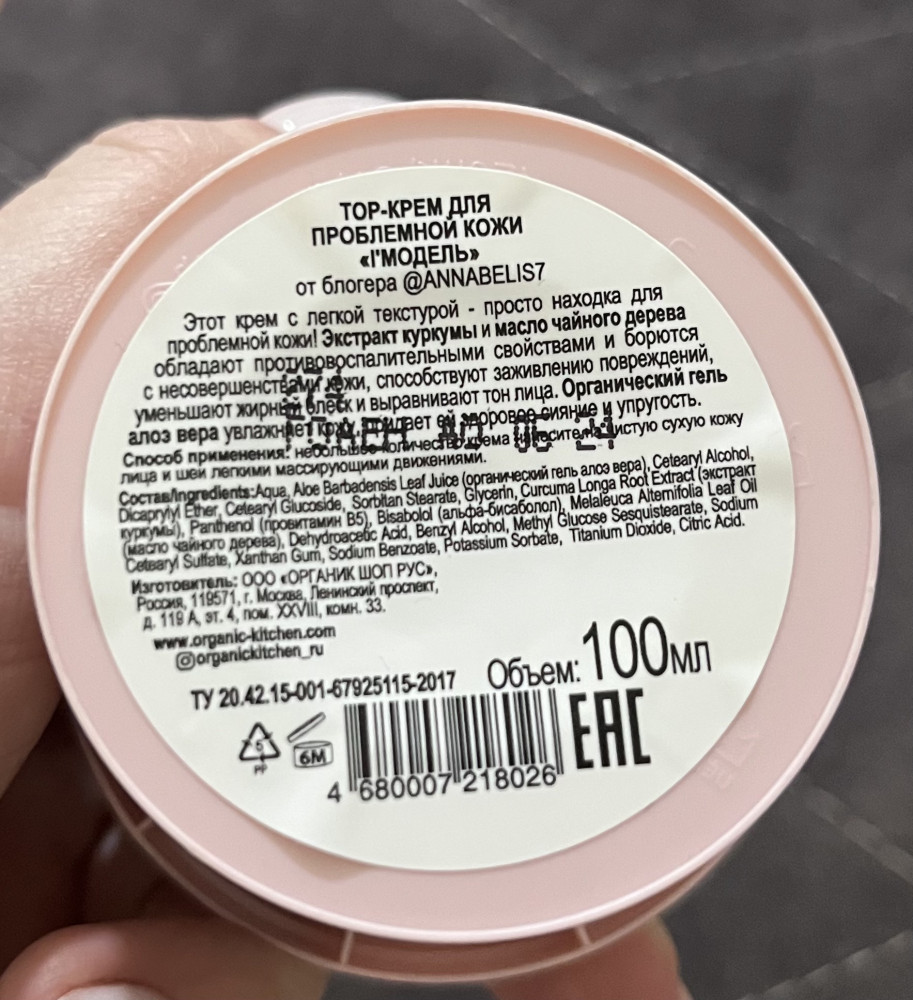 ТОР-КРЕМ ДЛЯ
ПРОБЛЕМНОЙ КОЖИ
«I'МОДЕЛЬ»
от блогера @ANNABELIS7
Этот крем с легкой текстурой - просто находка для
проблемной кожи! Экстракт куркумы и масло чайного дерева
обладают противовоспалительными свойствами и борются
с несовершенствами кожи, способствуют заживлению повреждений,
уменьшают жирный блеск и выравнивают тон лица. Органический гель
алоэ вера увлажняет кожу, придает ей здоровое сияние и упругость.
ГОДЕН ДО 06 24
Способ применения: небольшое количество крема нанесите на чистую сухую кожу
лица и шеи легкими массирующими движениями.
Состав/Ingredients: Aqua, Aloe Barbadensis Leaf Juice (органический гель алоэ вера), Cetearyl Alcohol,
Dicaprylyl Ether, Cetearyl Glucoside, Sorbitan Stearate, Glycerin, Curcuma Longa Root Extract (экстракт
куркумы), Panthenol (провитамин B5), Bisabolol (альфа-бисаболол), Melaleuca Alternifolia Leaf Oil
(масло чайного дерева), Dehydroacetic Acid, Benzyl Alcohol, Methyl Glucose Sesquistearate, Sodium
Cetearyl Sulfate, Xanthan Gum, Sodium Benzoate, Potassium Sorbate, Titanium Dioxide, Citric Acid.
Изготовитель: ООО «ОРГАНИК ШОП РУС»,
Россия, 119571, г. Москва, Ленинский проспект,
д. 119 А, эт. 4, пом. XXVIII, комн. 33.
www.organic-kitchen.com
organickitchen_ru
ТУ 20.42.15-001-67925115-2017
Объем: 100мл
5
PP
6M
EAC
4 680007 218026